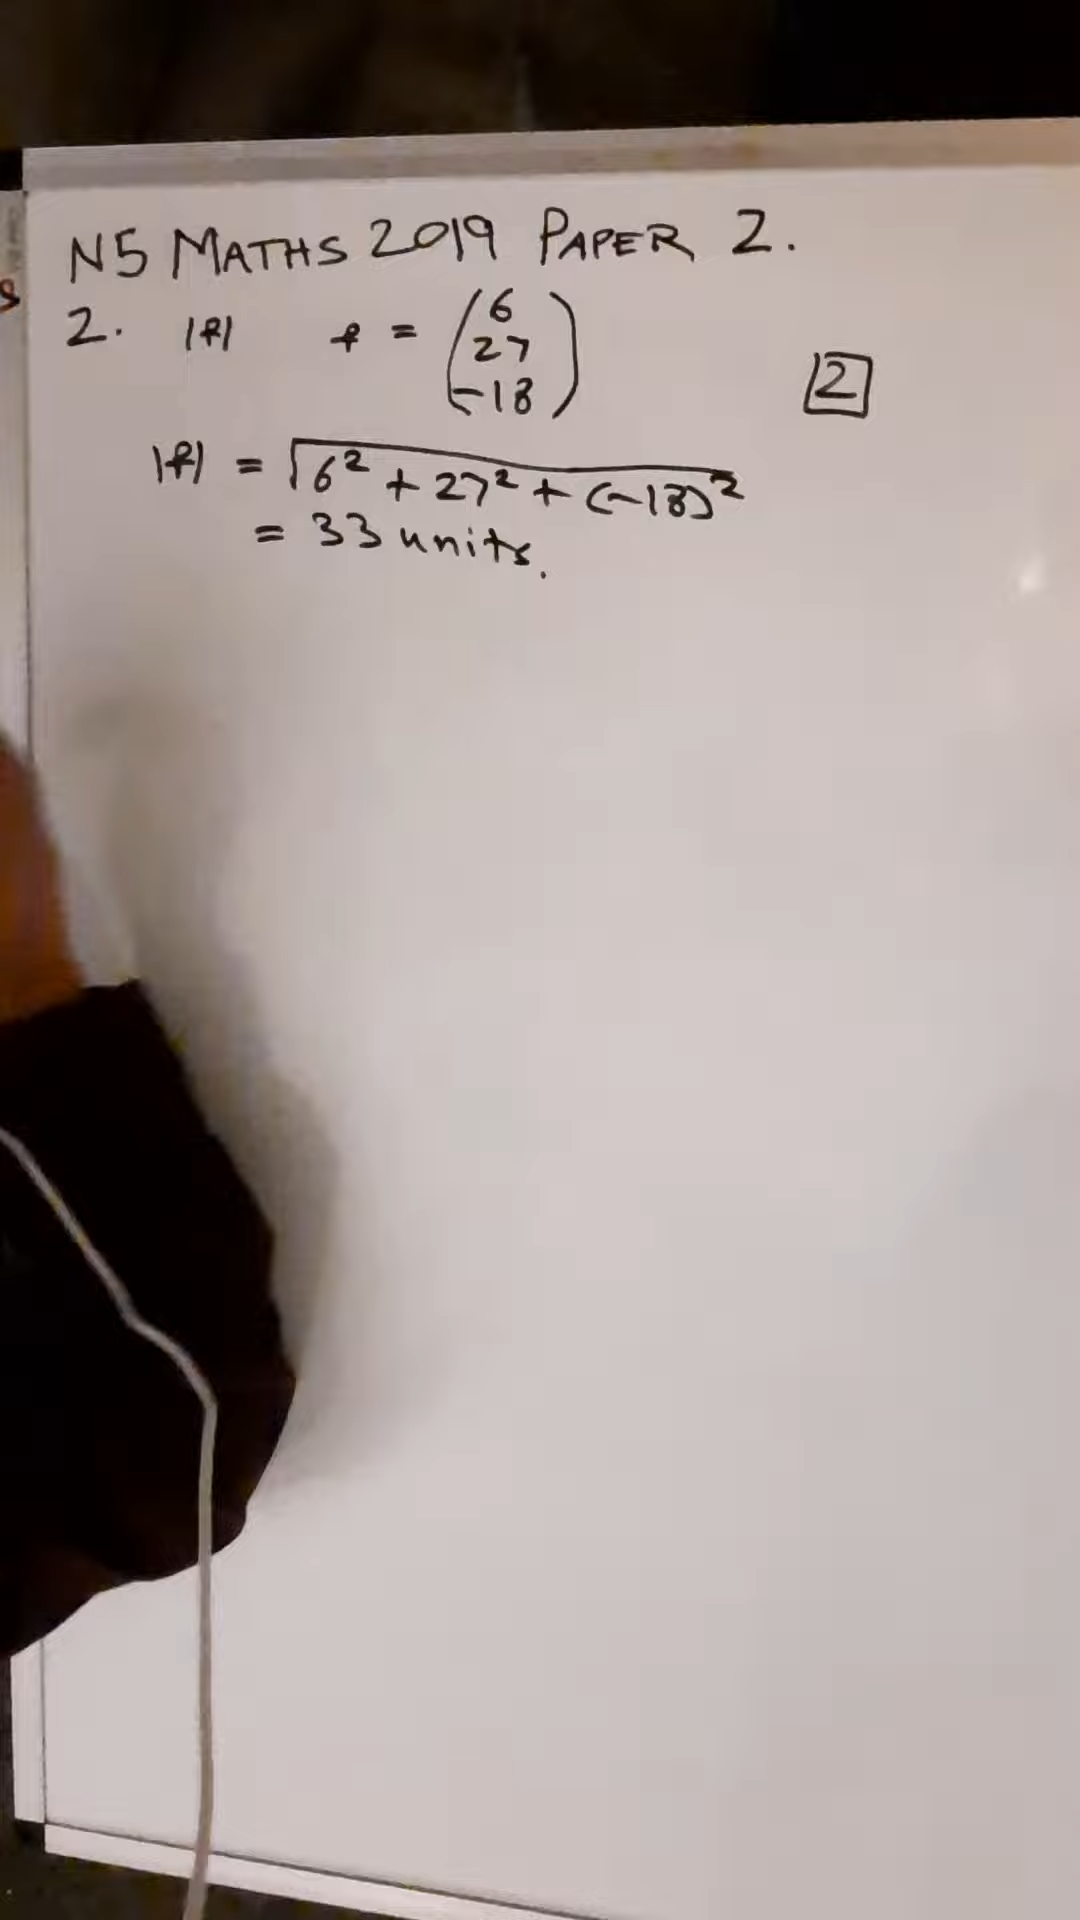 N5 MATHS 2019 PAPER 2.
2. |f| f = (6 27 -18) 2
|f| = √6² + 27² + (-18)²
= 33 units.
s